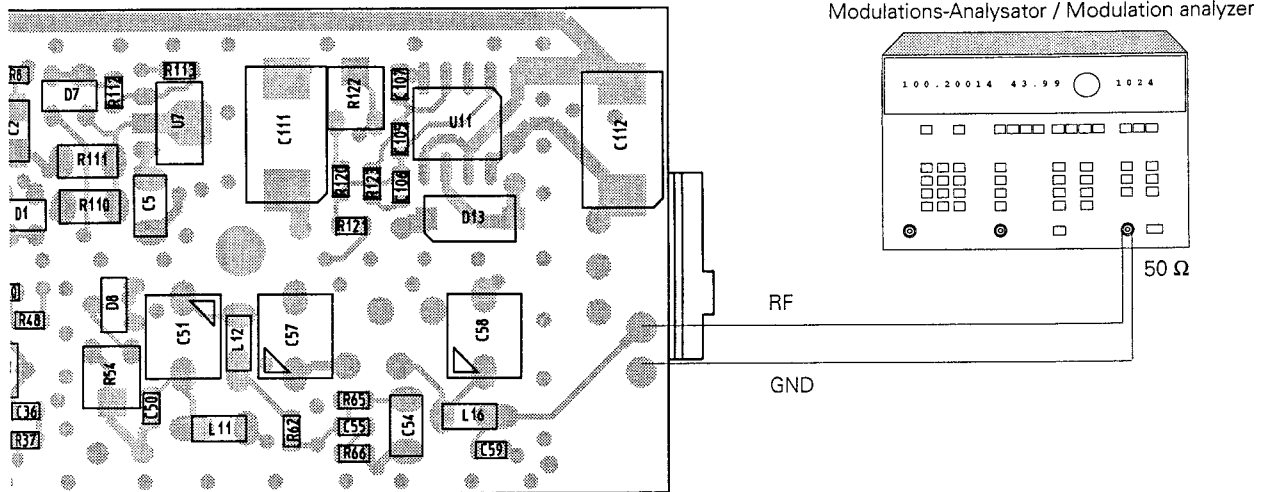 Modulations-Analysator / Modulation analyzer
100.20014 43.99 1024
50 Ω
RF
GND
R8
D7
R112
R113
U7
C2
R111
R110
D1
C5
C111
R122
C107
U11
C109
R120
R123
C108
R121
D13
C112
R48
D8
C51
L12
C57
C58
R54
C50
C36
R37
L11
R62
R65
C55
R66
C54
L16
C59